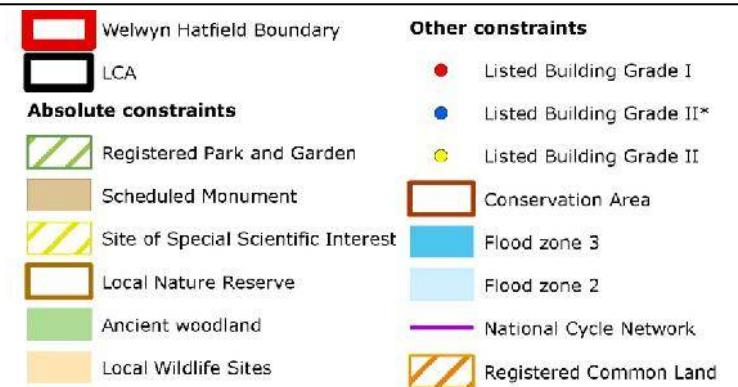 Welwyn Hatfield Boundary
LCA
Absolute constraints
Registered Park and Garden
Scheduled Monument
Site of Special Scientific Interest
Local Nature Reserve
Ancient woodland
Local Wildlife Sites
Other constraints
Listed Building Grade I
Listed Building Grade II*
Listed Building Grade II
Conservation Area
Flood zone 3
Flood zone 2
National Cycle Network
Registered Common Land